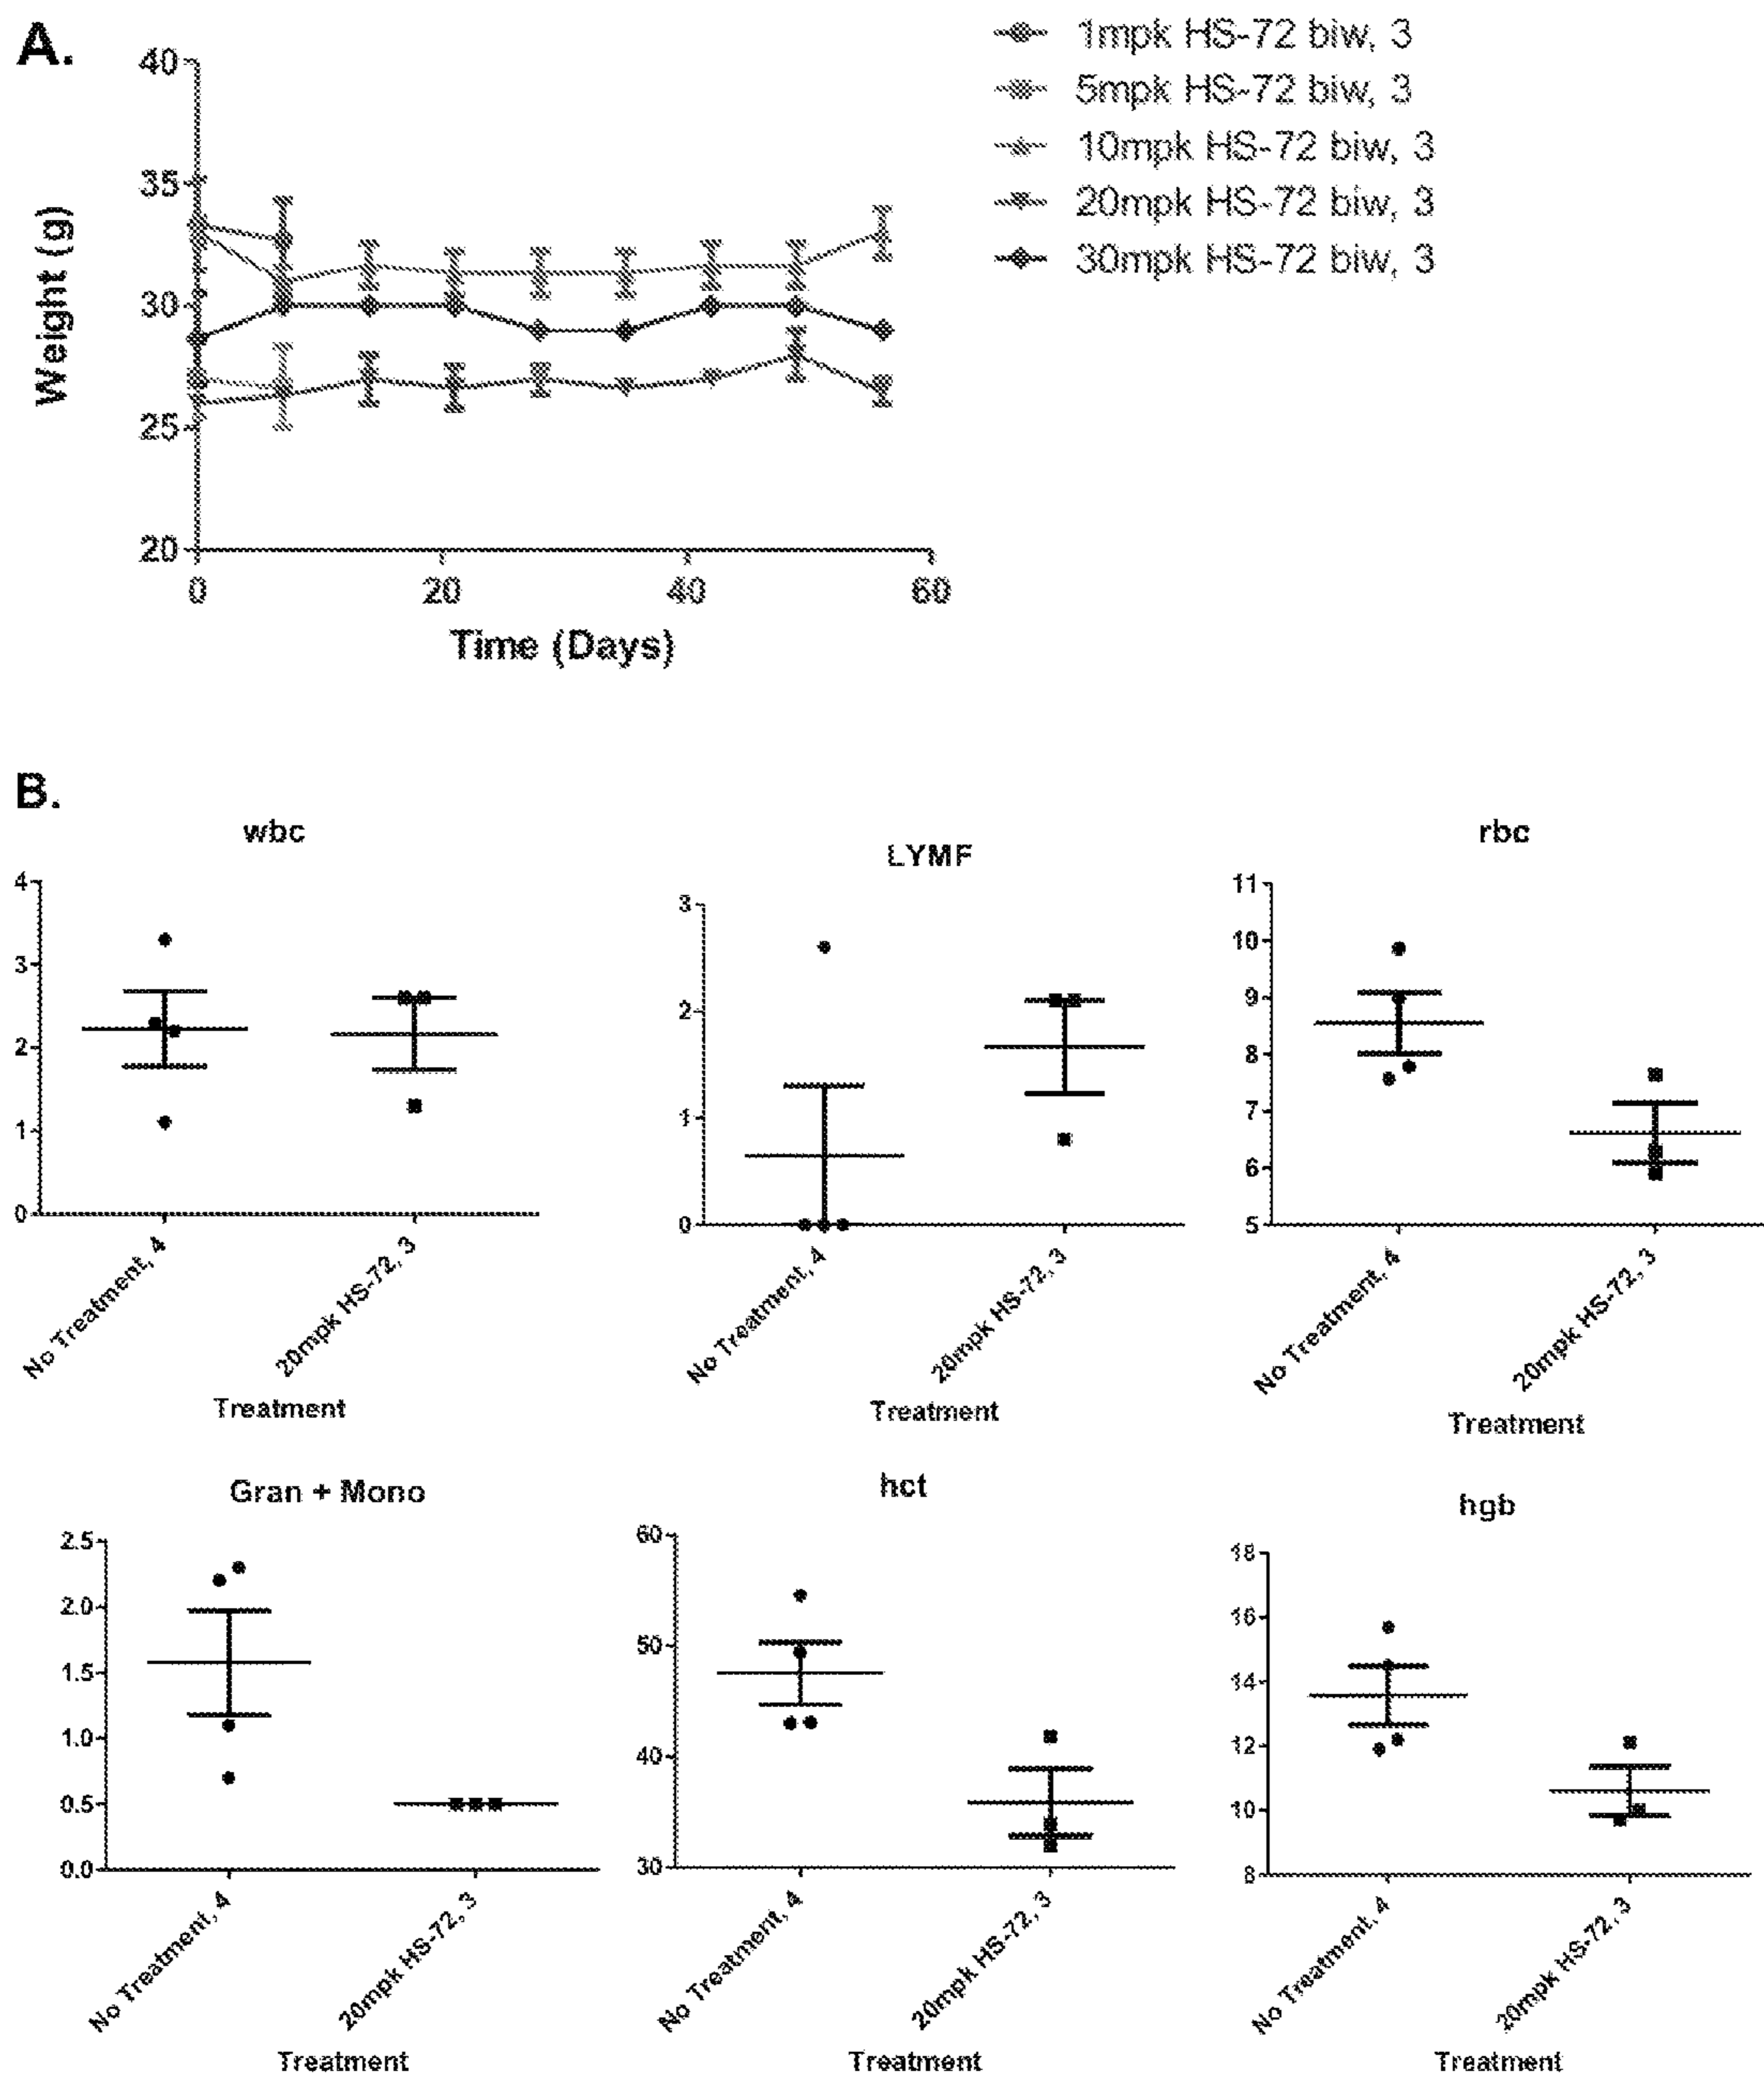 A.
40
35
30
25
20
0 20 40 60
Weight (g)
Time (Days)
1mpk HS-72 biw, 3
5mpk HS-72 biw, 3
10mpk HS-72 biw, 3
20mpk HS-72 biw, 3
30mpk HS-72 biw, 3
B.
wbc
4
3
2
1
0
No Treatment, 4
20mpk HS-72, 3
Treatment
LYMF
3
2
1
0
No Treatment, 4
20mpk HS-72, 3
Treatment
rbc
11
10
9
8
7
6
5
No Treatment, 4
20mpk HS-72, 3
Treatment
Gran + Mono
2.5
2.0
1.5
1.0
0.5
0.0
No Treatment, 4
20mpk HS-72, 3
Treatment
hct
60
50
40
30
No Treatment, 4
20mpk HS-72, 3
Treatment
hgb
18
16
14
12
10
8
No Treatment, 4
20mpk HS-72, 3
Treatment